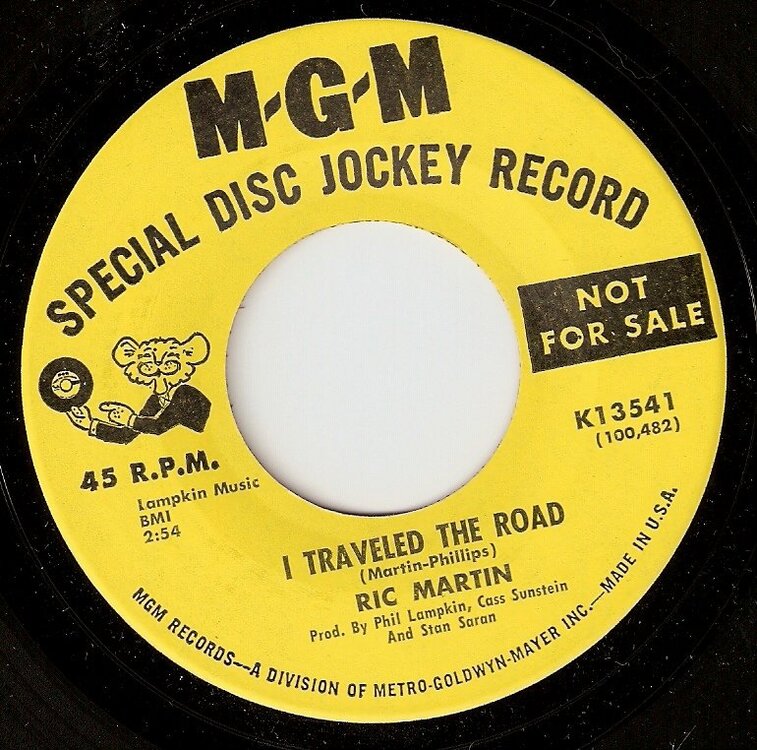 M-G-M
SPECIAL DISC JOCKEY RECORD
NOT
FOR SALE
K13541
(100,482)
45 R.P.M.
Lampkin Music
BMI
2:54
I TRAVELED THE ROAD
(Martin-Phillips)
RIC MARTIN
Prod. By Phil Lampkin, Cass Sunstein
And Stan Saran
MGM RECORDS—A DIVISION OF METRO-GOLDWYN-MAYER INC.—MADE IN U.S.A.